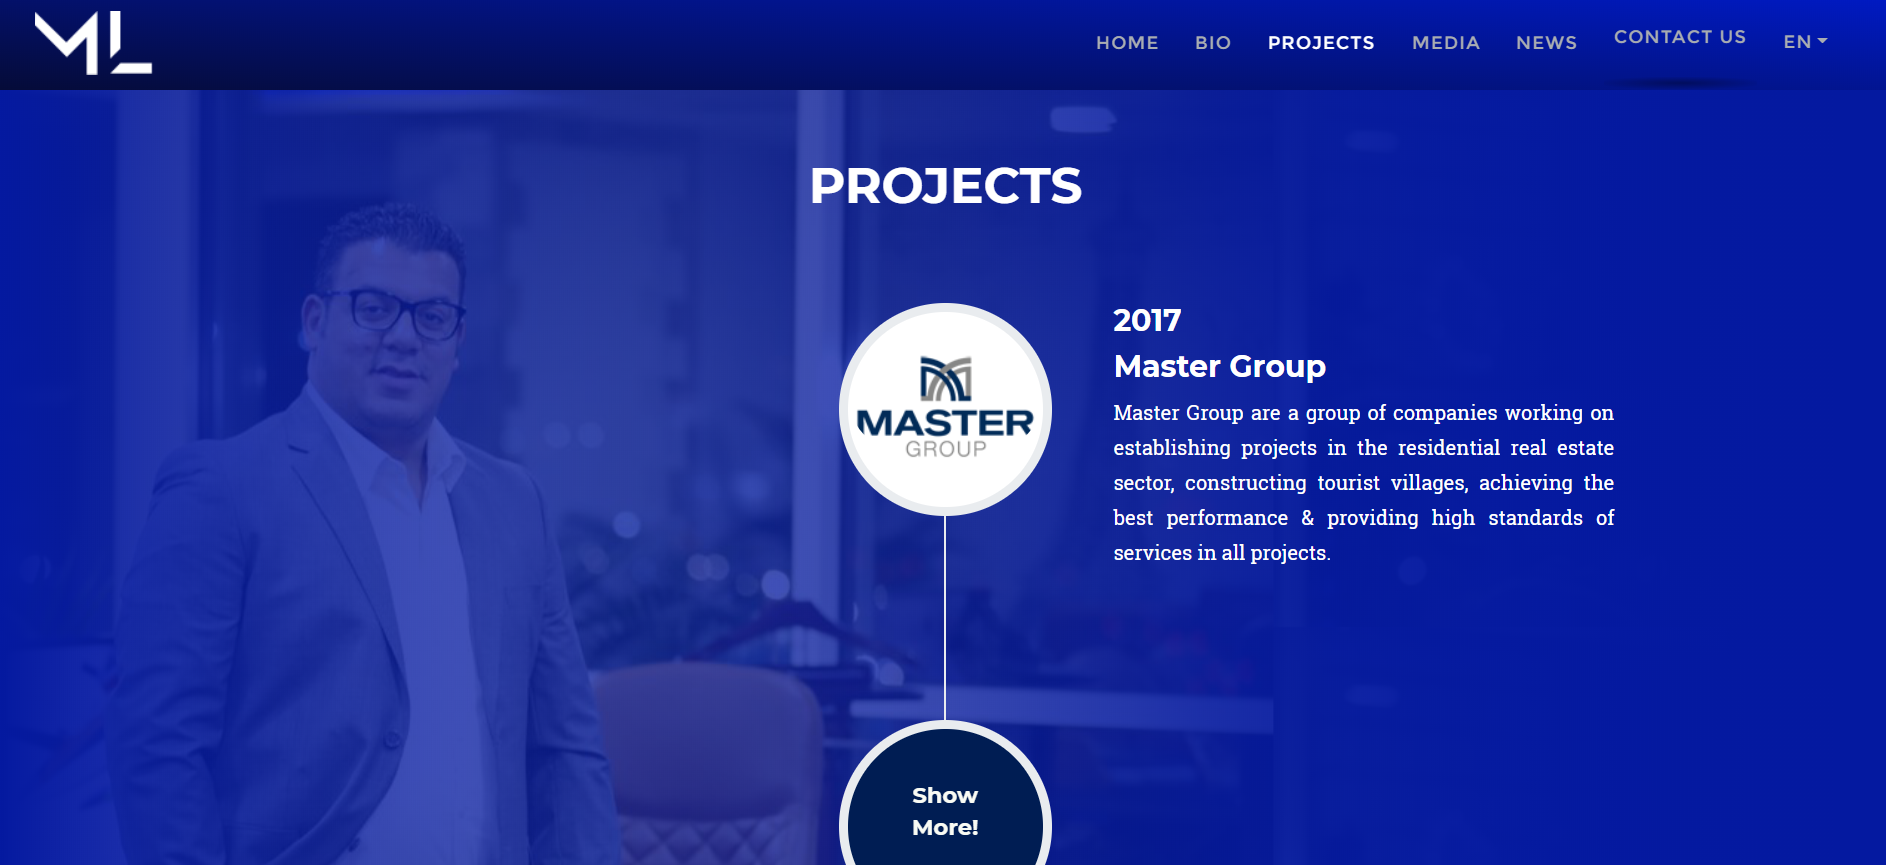 ML
HOME BIO PROJECTS MEDIA NEWS CONTACT US EN
PROJECTS
MASTER
GROUP
2017
Master Group
Master Group are a group of companies working on
establishing projects in the residential real estate
sector, constructing tourist villages, achieving the
best performance & providing high standards of
services in all projects.
Show
More!